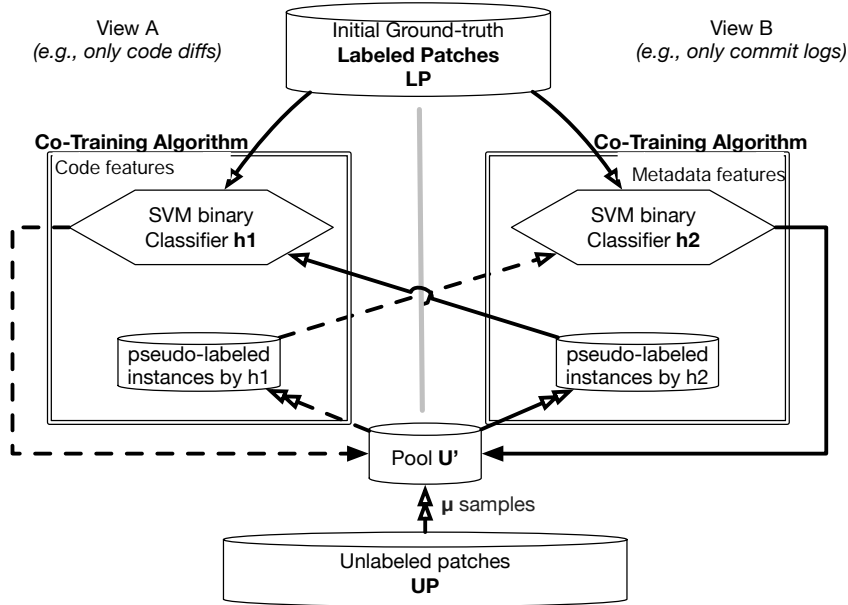 View A
(e.g., only code diffs)
Initial Ground-truth
Labeled Patches
LP
View B
(e.g., only commit logs)
Co-Training Algorithm
Code features
SVM binary
Classifier h1
pseudo-labeled
instances by h1
Co-Training Algorithm
Metadata features
SVM binary
Classifier h2
pseudo-labeled
instances by h2
Pool U’
µ samples
Unlabeled patches
UP